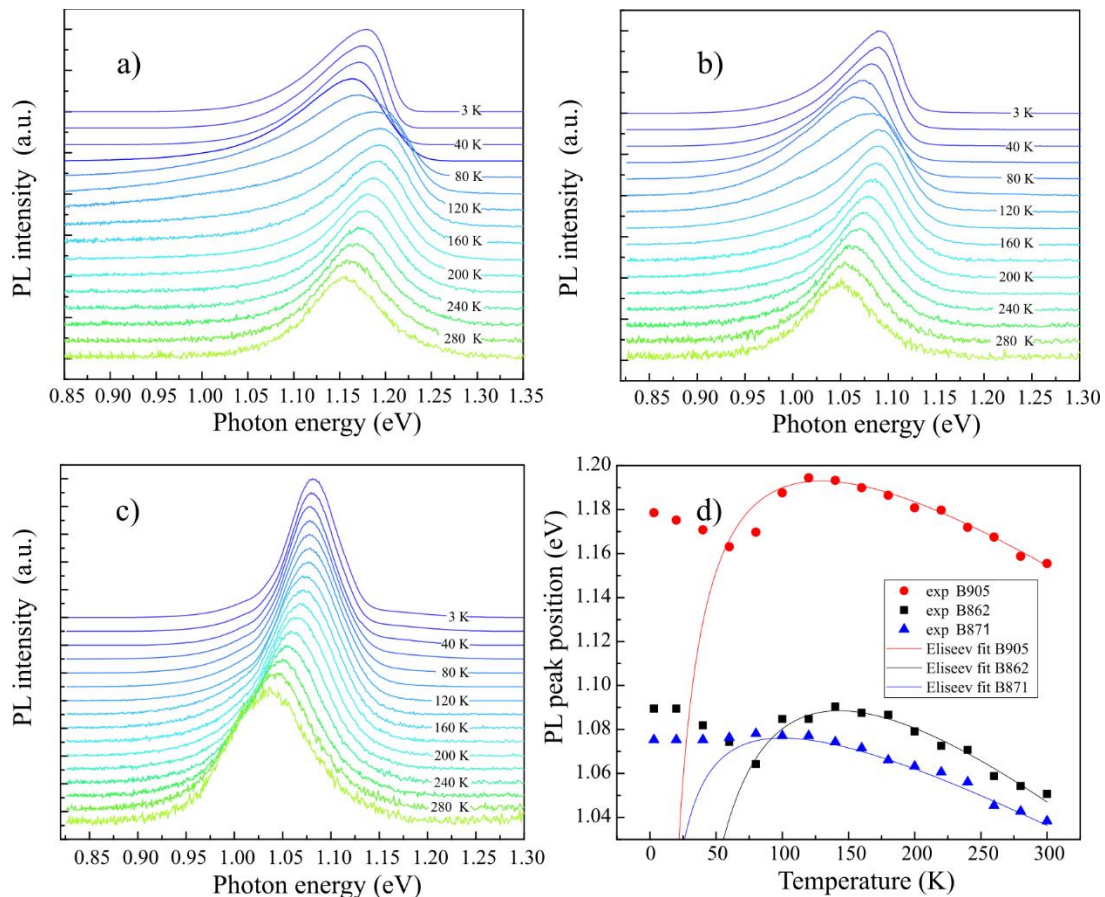 a)
3 K
40 K
80 K
120 K
160 K
200 K
240 K
280 K
PL intensity (a.u.)
0.85 0.90 0.95 1.00 1.05 1.10 1.15 1.20 1.25 1.30 1.35
Photon energy (eV)
b)
3 K
40 K
80 K
120 K
160 K
200 K
240 K
280 K
PL intensity (a.u.)
0.85 0.90 0.95 1.00 1.05 1.10 1.15 1.20 1.25 1.30
Photon energy (eV)
c)
3 K
40 K
80 K
120 K
160 K
200 K
240 K
280 K
PL intensity (a.u.)
0.85 0.90 0.95 1.00 1.05 1.10 1.15 1.20 1.25 1.30
Photon energy (eV)
d)
1.20
1.18
1.16
1.14
1.12
1.10
1.08
1.06
1.04
PL peak position (eV)
exp B905
exp B862
exp B871
Eliseev fit B905
Eliseev fit B862
Eliseev fit B871
0 50 100 150 200 250 300
Temperature (K)